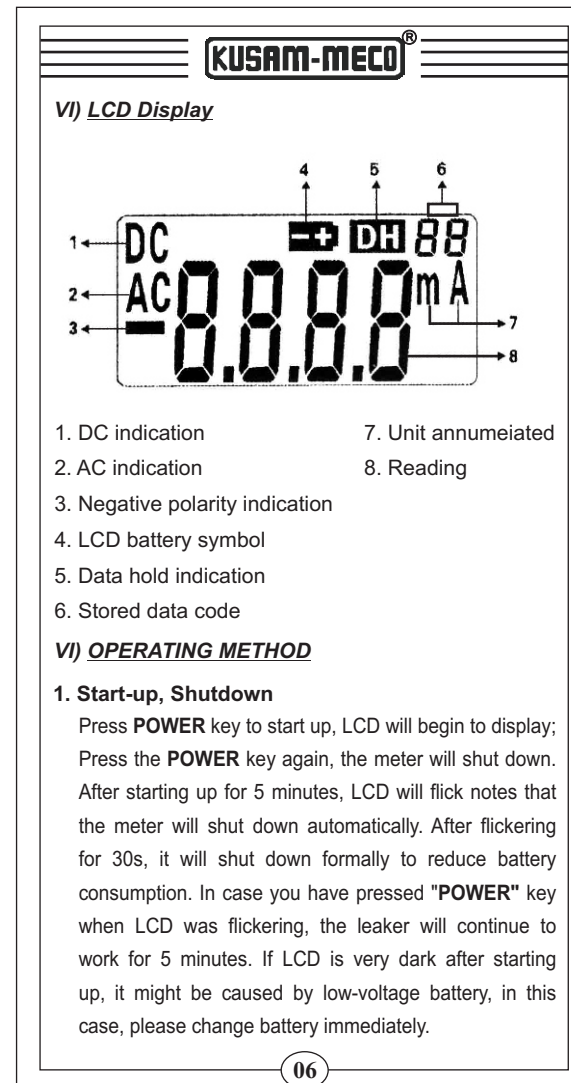 KUSAM-MECO®
VI) LCD Display
4 5 6
1 DC - + DH 88
2 AC 8.8.8.8 m A
3 7
8
1. DC indication 7. Unit annumeiated
2. AC indication 8. Reading
3. Negative polarity indication
4. LCD battery symbol
5. Data hold indication
6. Stored data code
VI) OPERATING METHOD
1. Start-up, Shutdown
Press POWER key to start up, LCD will begin to display;
Press the POWER key again, the meter will shut down.
After starting up for 5 minutes, LCD will flick notes that
the meter will shut down automatically. After flickering
for 30s, it will shut down formally to reduce battery
consumption. In case you have pressed "POWER" key
when LCD was flickering, the leaker will continue to
work for 5 minutes. If LCD is very dark after starting
up, it might be caused by low-voltage battery, in this
case, please change battery immediately.
06